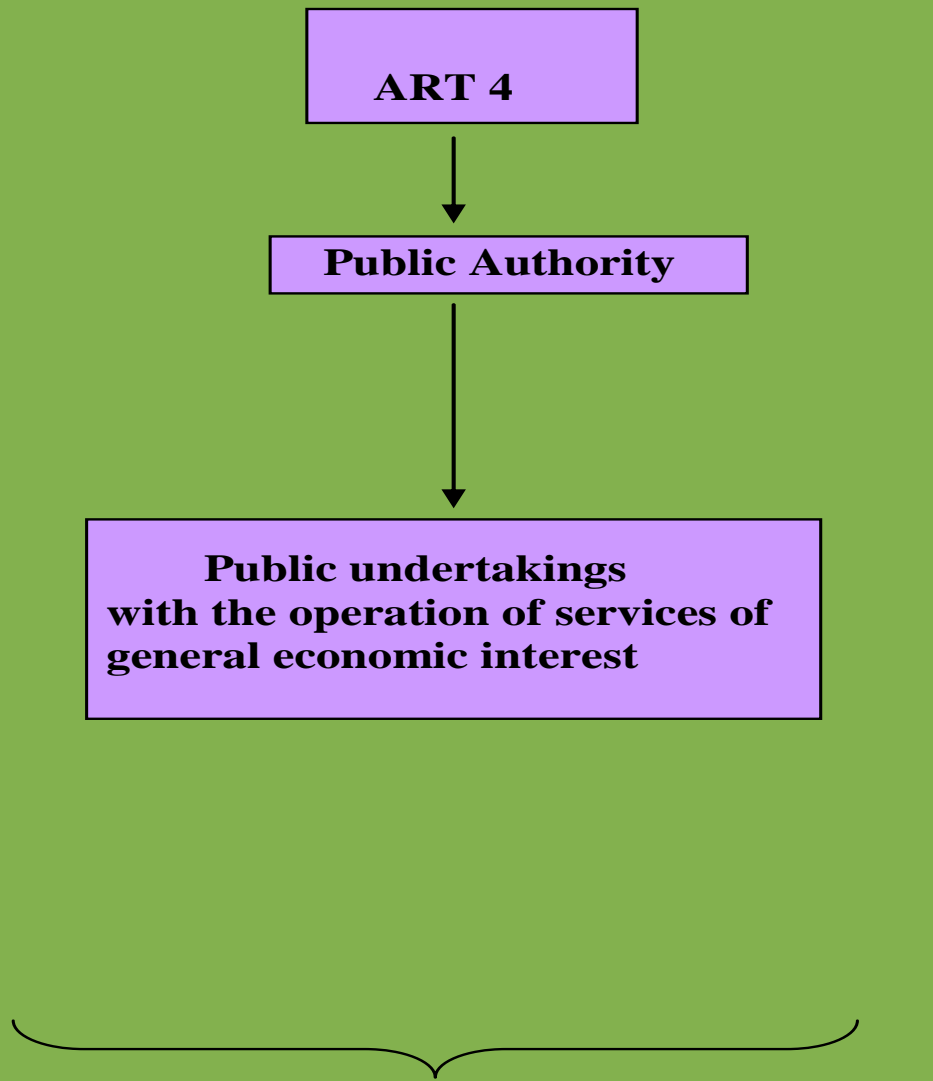 ART 4
Public Authority
Public undertakings
with the operation of services of
general economic interest